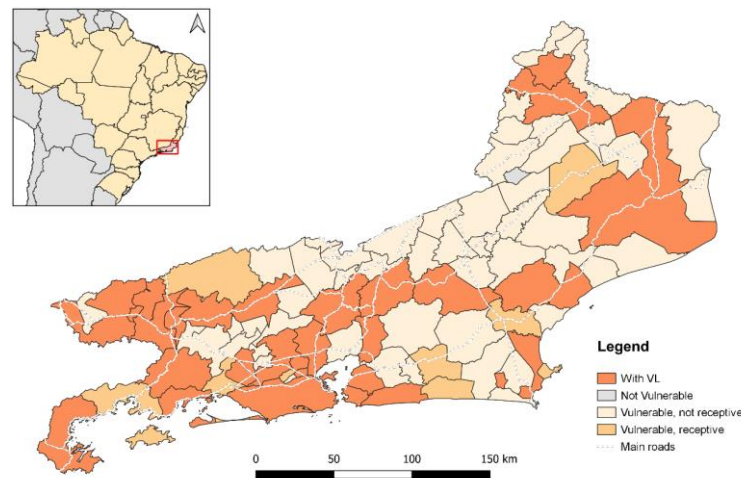 Legend
With VL
Not Vulnerable
Vulnerable, not receptive
Vulnerable, receptive
Main roads
0 50 100 150 km